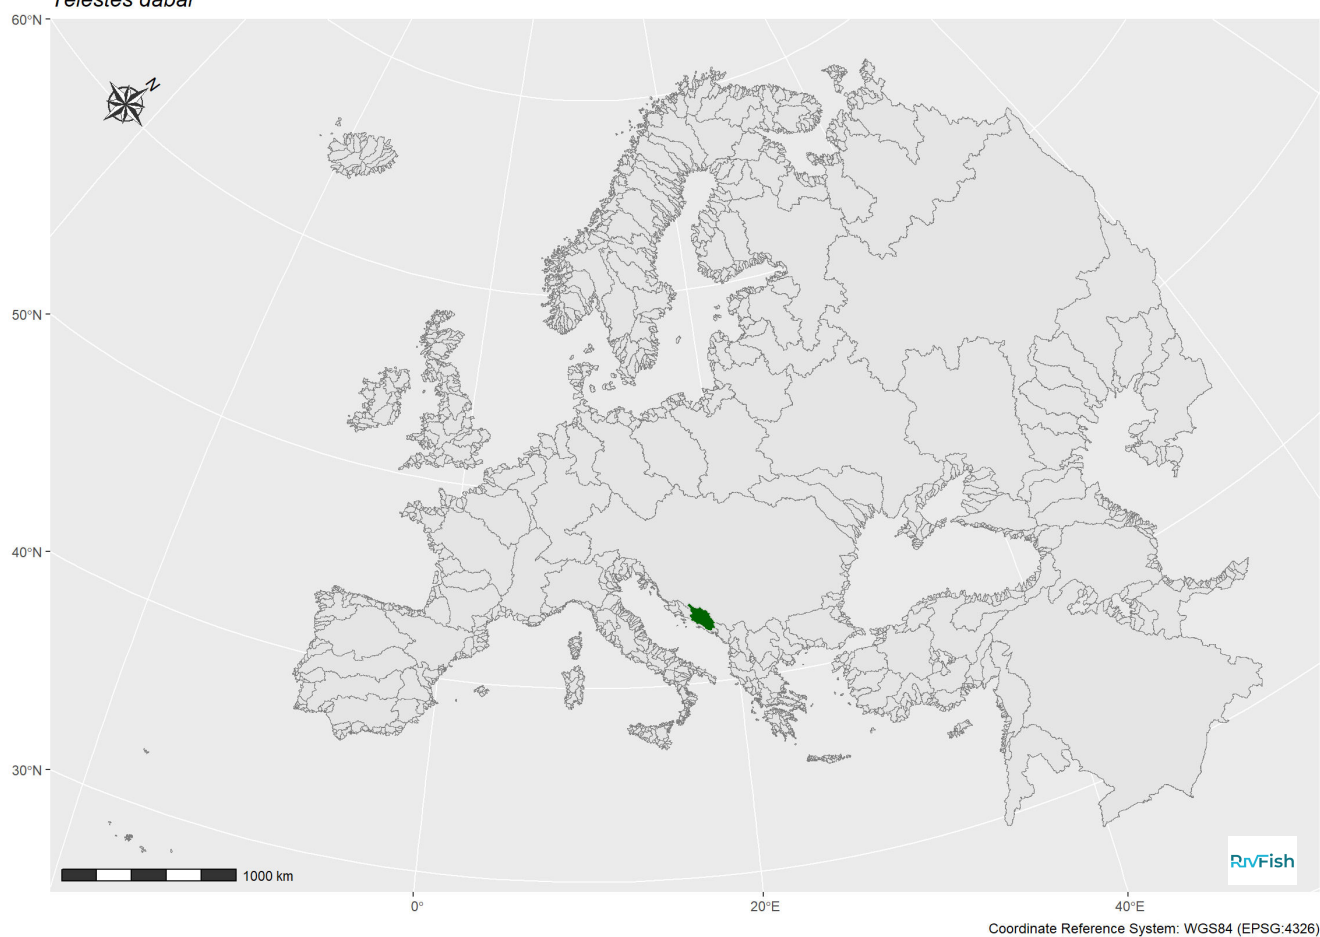 Telestes dabar
60°N
N
50°N
40°N
30°N
1000 km
RivFish
0°
20°E
40°E
Coordinate Reference System: WGS84 (EPSG:4326)